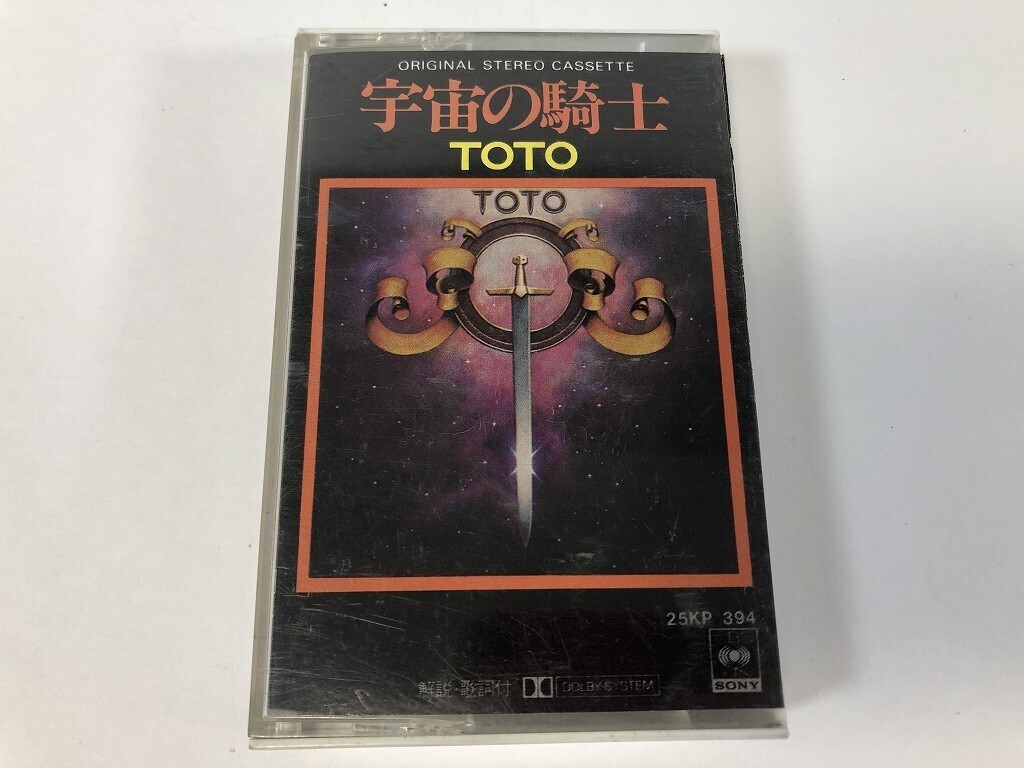 ORIGINAL STEREO CASSETTE
宇宙の騎士
TOTO
TOTO
25KP 394
解説・歌詞付 DOLBY SYSTEM
SONY